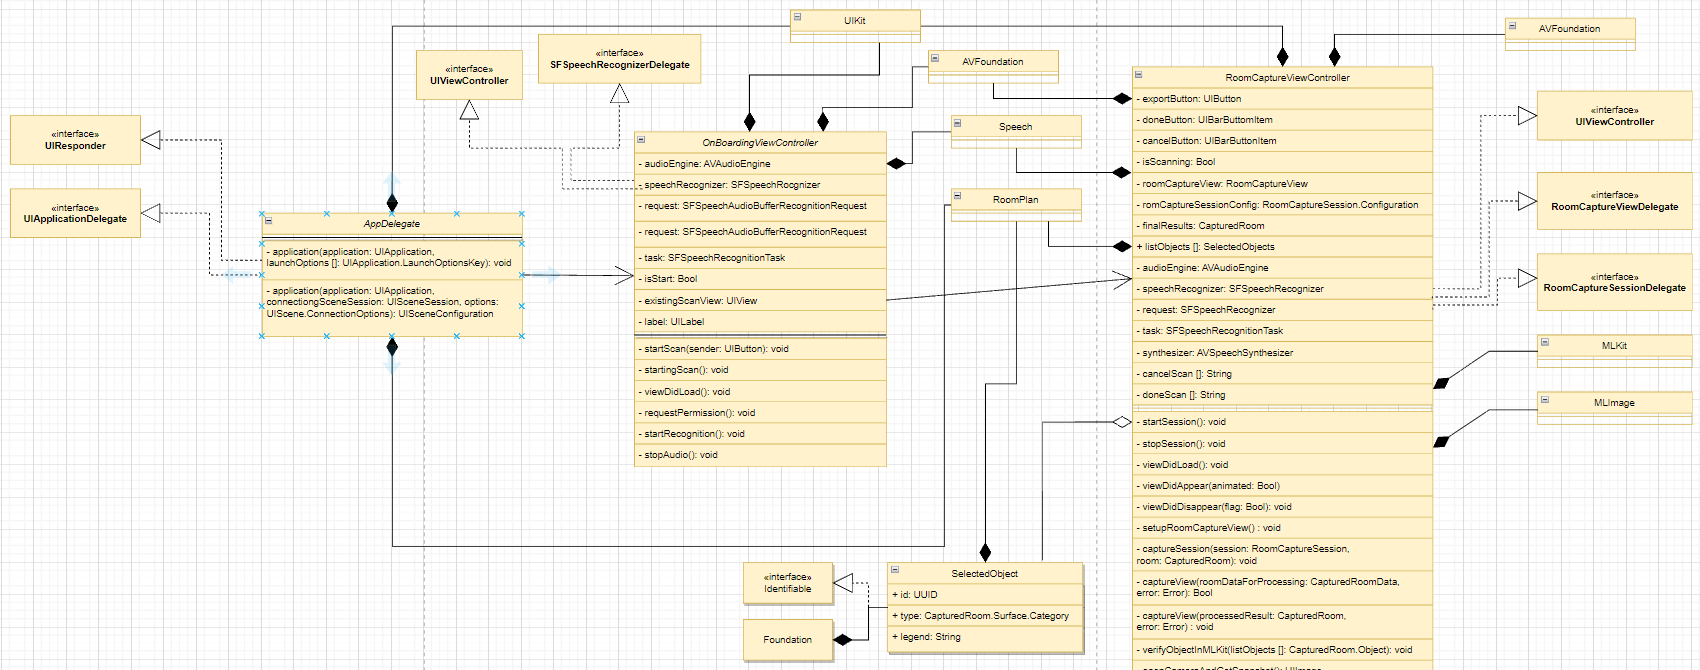 UIKit
AVFoundation
«interface»
SFSpeechRecognizerDelegate
«interface»
UIViewController
AVFoundation
RoomCaptureViewController
- exportButton: UIButton
- doneButton: UIBarButtomItem
- cancelButton: UIBarButtonItem
- isScanning: Bool
- roomCaptureView: RoomCaptureView
- romCaptureSessionConfig: RoomCaptureSession.Configuration
- finalResults: CapturedRoom
+ listObjects []: SelectedObjects
- audioEngine: AVAudioEngine
- speechRecognizer: SFSpeechRecognizer
- request: SFSpeechRecognizer
- task: SFSpeechRecognitionTask
- synthesizer: AVSpeechSynthesizer
- cancelScan []: String
- doneScan []: String
- startSession(): void
- stopSession(): void
- viewDidLoad(): void
- viewDidAppear(animated: Bool)
- viewDidDisappear(flag: Bool): void
- setupRoomCaptureView() : void
- captureSession(session: RoomCaptureSession,
room: CapturedRoom): void
- captureView(roomDataForProcessing: CapturedRoomData,
error: Error): Bool
- captureView(processedResult: CapturedRoom,
error: Error) : void
- verifyObjectInMLKit(listObjects []: CapturedRoom.Object): void
«interface»
UIViewController
«interface»
RoomCaptureViewDelegate
«interface»
RoomCaptureSessionDelegate
MLKit
MLImage
Speech
RoomPlan
«interface»
UIResponder
«interface»
UIApplicationDelegate
AppDelegate
- application(application: UIApplication,
launchOptions []: UIApplication.LaunchOptionsKey): void
- application(application: UIApplication,
connectiongSceneSession: UISceneSession, options:
UIScene.ConnectionOptions): UISceneConfiguration
OnBoardingViewController
- audioEngine: AVAudioEngine
- speechRecognizer: SFSpeechRocgnizer
- request: SFSpeechAudioBufferRecognitionRequest
- request: SFSpeechAudioBufferRecognitionRequest
- task: SFSpeechRecognitionTask
- isStart: Bool
- existingScanView: UIView
- label: UILabel
- startScan(sender: UIButton): void
- startingScan(): void
- viewDidLoad(): void
- requestPermission(): void
- startRecognition(): void
- stopAudio(): void
«interface»
Identifiable
Foundation
SelectedObject
+ id: UUID
+ type: CapturedRoom.Surface.Category
+ legend: String